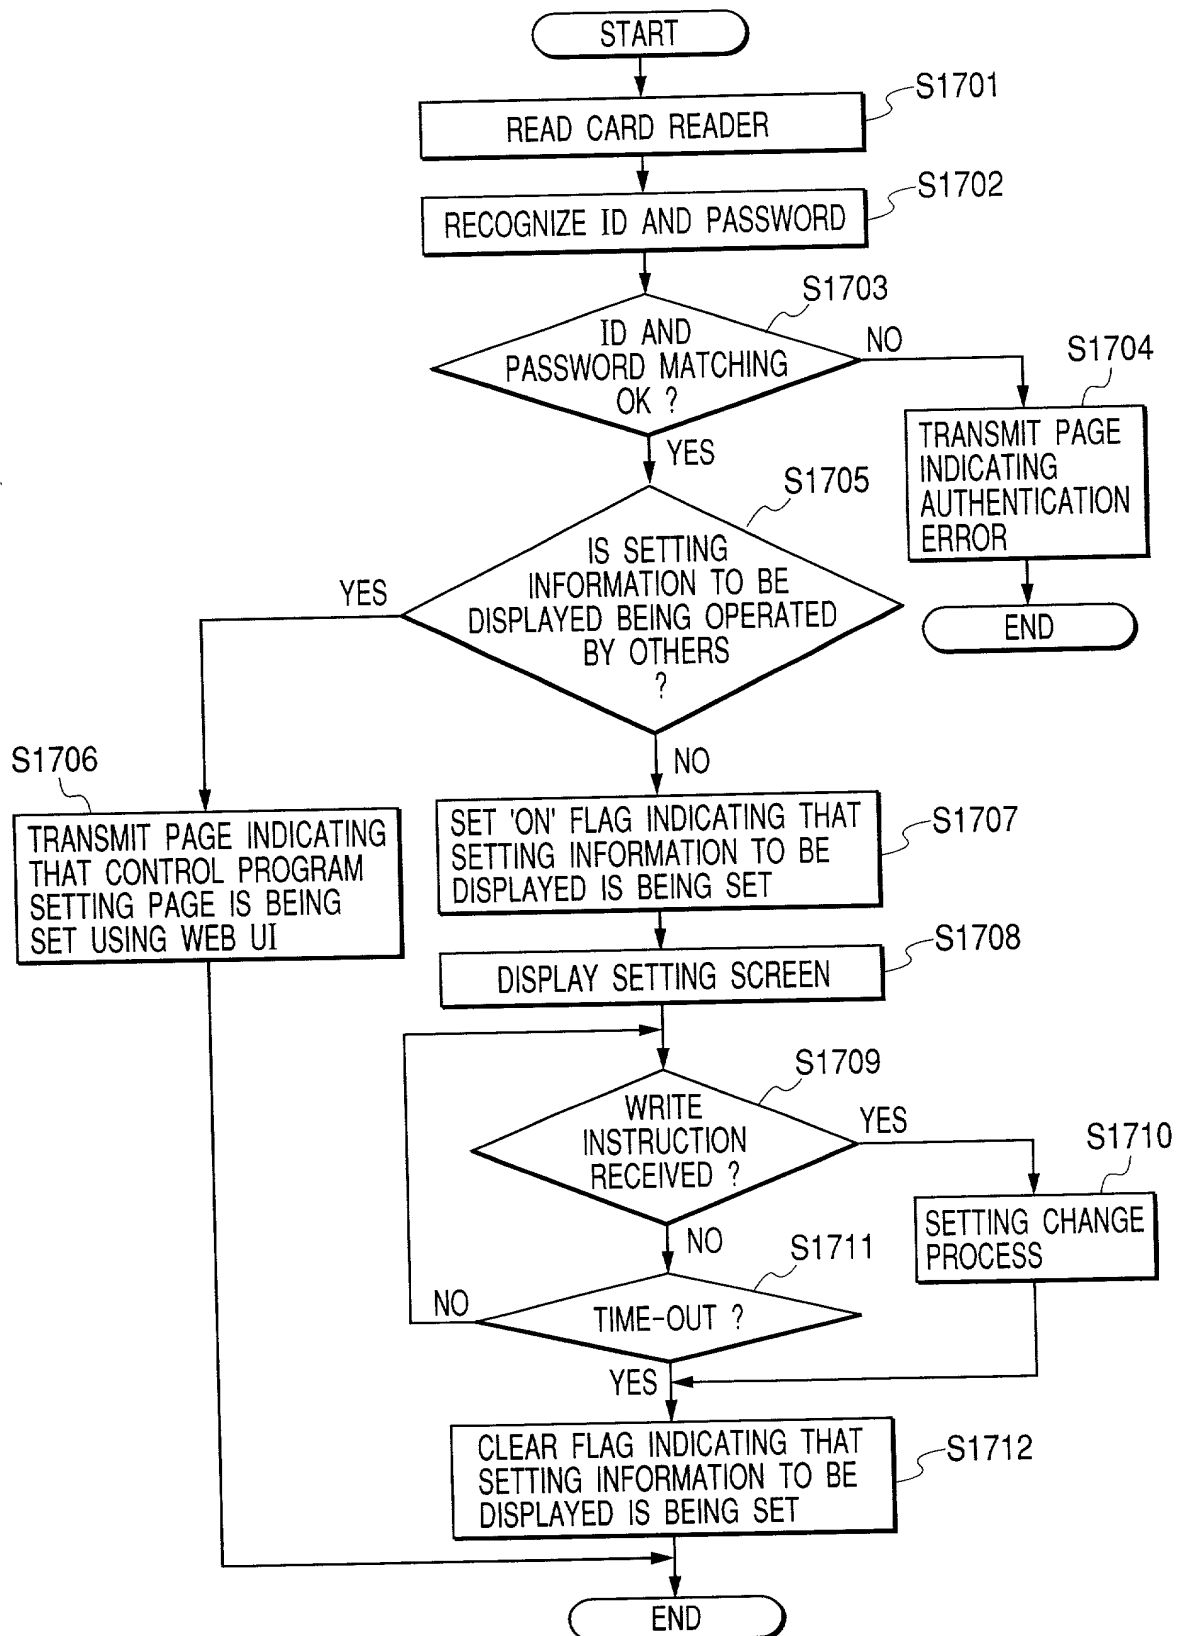 START
S1701
READ CARD READER
S1702
RECOGNIZE ID AND PASSWORD
S1703
ID AND
PASSWORD MATCHING
OK ?
NO
S1704
TRANSMIT PAGE
INDICATING
AUTHENTICATION
ERROR
END
YES
S1705
IS SETTING
INFORMATION TO BE
DISPLAYED BEING OPERATED
BY OTHERS
?
YES
S1706
TRANSMIT PAGE INDICATING
THAT CONTROL PROGRAM
SETTING PAGE IS BEING
SET USING WEB UI
NO
S1707
SET 'ON' FLAG INDICATING THAT
SETTING INFORMATION TO BE
DISPLAYED IS BEING SET
S1708
DISPLAY SETTING SCREEN
S1709
WRITE
INSTRUCTION
RECEIVED ?
YES
S1710
SETTING CHANGE
PROCESS
NO
S1711
TIME-OUT ?
NO
YES
S1712
CLEAR FLAG INDICATING THAT
SETTING INFORMATION TO BE
DISPLAYED IS BEING SET
END